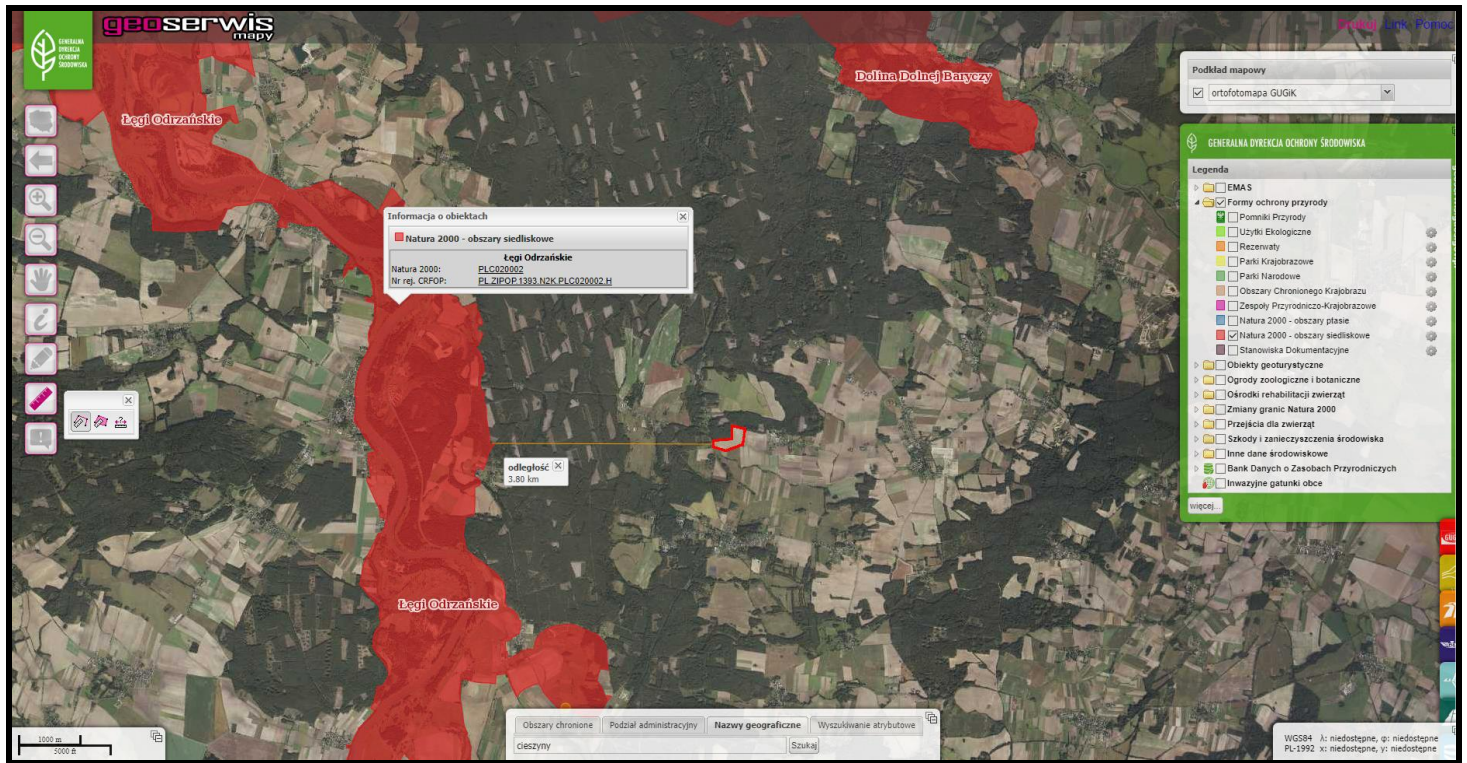 GENERALNA
DYREKCJA
OCHRONY
ŚRODOWISKA
geoserwis
mapy
Drukuj Link Pomoc
Łęgi Odrzańskie
Dolina Dolnej Baryczy
Podkład mapowy
ortofotomapa GUGiK
GENERALNA DYREKCJA OCHRONY ŚRODOWISKA
Legenda
EMAS
Formy ochrony przyrody
Pomniki Przyrody
Użytki Ekologiczne
Rezerwaty
Parki Krajobrazowe
Parki Narodowe
Obszary Chronionego Krajobrazu
Zespoły Przyrodniczo-Krajobrazowe
Natura 2000 - obszary ptasie
Natura 2000 - obszary siedliskowe
Stanowiska Dokumentacyjne
Obiekty geoturystyczne
Ogrody zoologiczne i botaniczne
Ośrodki rehabilitacji zwierząt
Zmiany granic Natura 2000
Przejścia dla zwierząt
Szkody i zanieczyszczenia środowiska
Inne dane środowiskowe
Bank Danych o Zasobach Przyrodniczych
Inwazyjne gatunki obce
więcej...
Informacja o obiektach
Natura 2000 - obszary siedliskowe
Łęgi Odrzańskie
Natura 2000: PLC020002
Nr rej. CRFOP: PL.ZIPOP.1393.N2K.PLC020002.H
odległość
3.80 km
Łęgi Odrzańskie
Obszary chronione Podział administracyjny Nazwy geograficzne Wyszukiwanie atrybutowe
cieszyny Szukaj
1000 m
5000 ft
WGS84 λ: niedostępne, φ: niedostępne
PL-1992 x: niedostępne, y: niedostępne